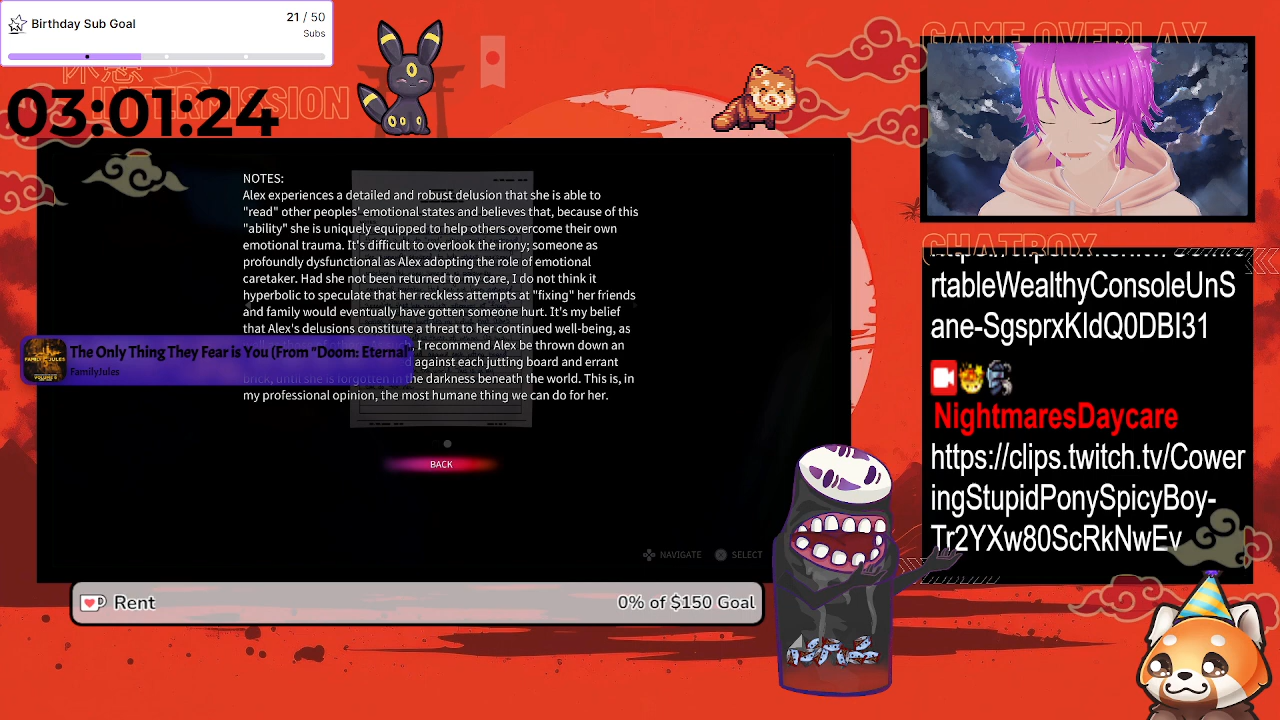 Birthday Sub Goal
21 / 50
Subs
INTERMISSION
03:01:24
GAME OVERLAY
NOTES:
Alex experiences a detailed and robust delusion that she is able to
"read" other peoples' emotional states and believes that, because of this
"ability" she is uniquely equipped to help others overcome their own
emotional trauma. It's difficult to overlook the irony; someone as
profoundly dysfunctional as Alex adopting the role of emotional
caretaker. Had she not been returned to my care, I do not think it
hyperbolic to speculate that her reckless attempts at "fixing" her friends
and family would eventually have gotten someone hurt. It's my belief
that Alex's delusions constitute a threat to her continued well-being, as
, I recommend Alex be thrown down an
against each jutting board and errant
brick, until she is forgotten in the darkness beneath the world. This is, in
my professional opinion, the most humane thing we can do for her.
The Only Thing They Fear is You (From "Doom: Eternal"
FamilyJules
BACK
NAVIGATE
SELECT
Rent
0% of $150 Goal
CHATBOX
rtableWealthyConsoleUnS
ane-SgsprxKldQ0DBI31
NightmaresDaycare
https://clips.twitch.tv/Cower
ingStupidPonySpicyBoy-
Tr2YXw80ScRkNwEv